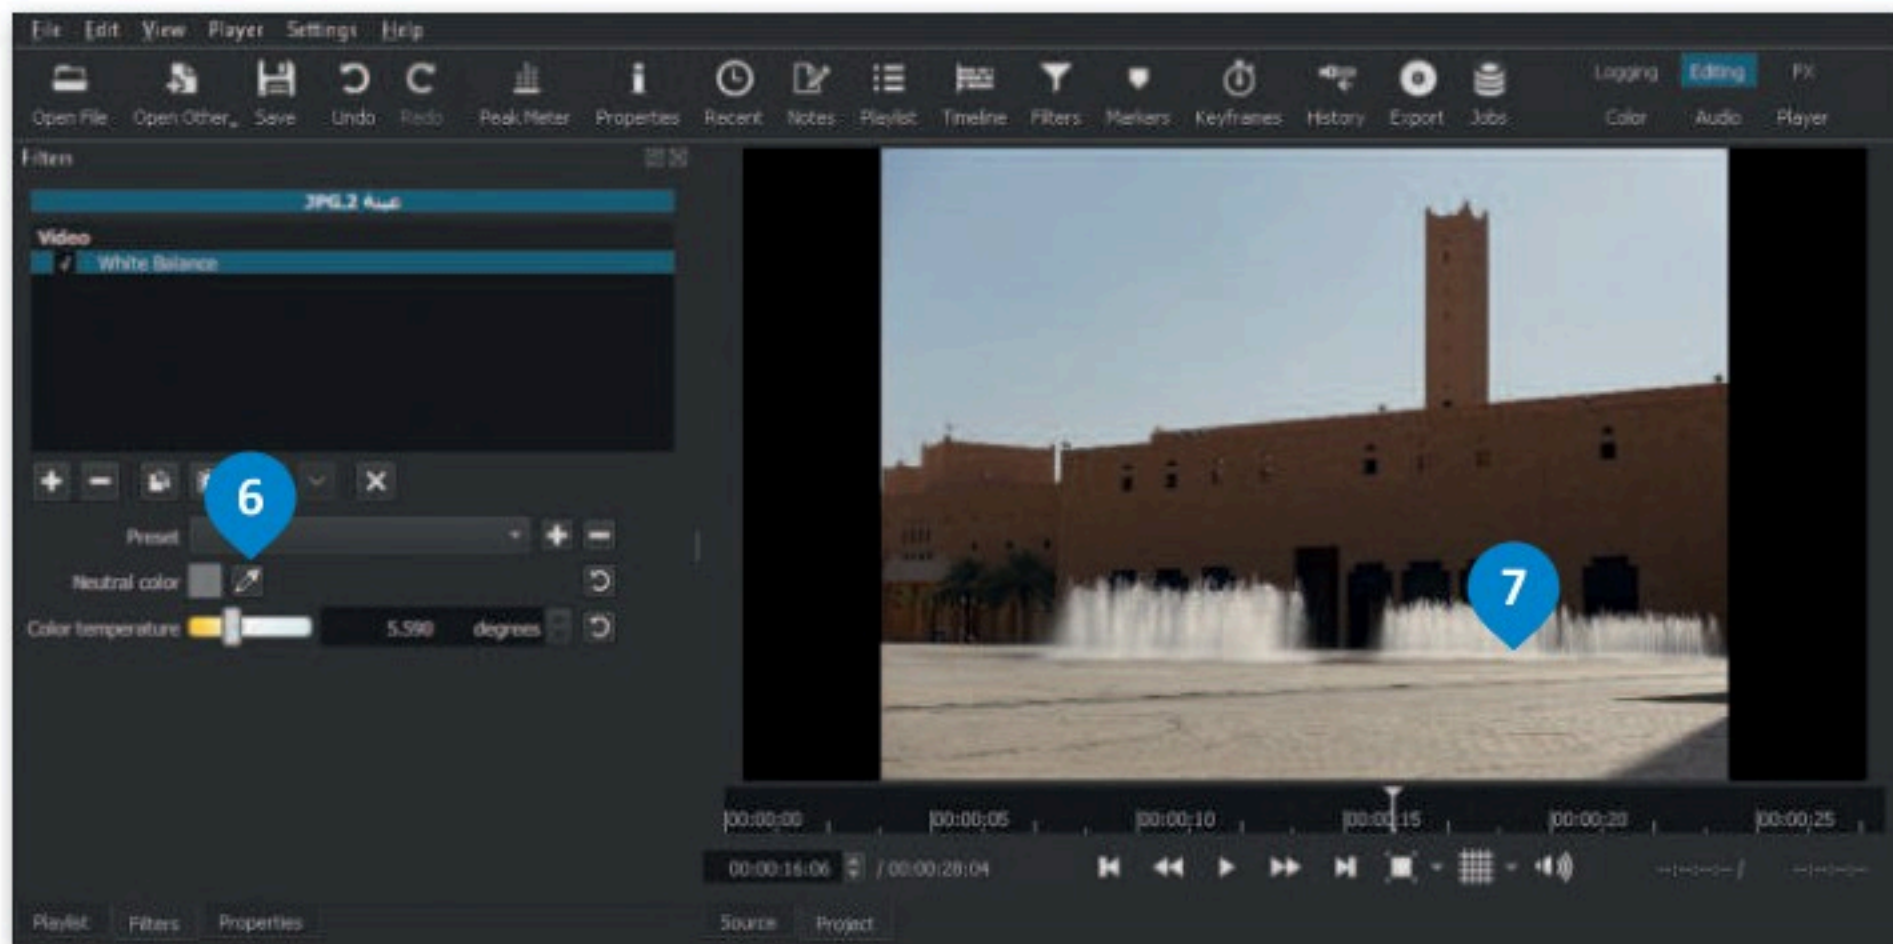 File Edit View Player Settings Help
Open File Open Other... Save Undo Redo Peak Meter Properties Recent Notes Playlist Timeline Filters Markers Keyframes History Export Jobs
Logging Editing FX
Color Audio Player
Filters
عينة 2.JPG
Video
White Balance
6
Preset
Neutral color
Color temperature 5.590 degrees
7
00:00:00 00:00:05 00:00:10 00:00:15 00:00:20 00:00:25
00:00:16:06 / 00:00:28:04 --:--:--:-- / --:--:--:--
Playlist Filters Properties
Source Project